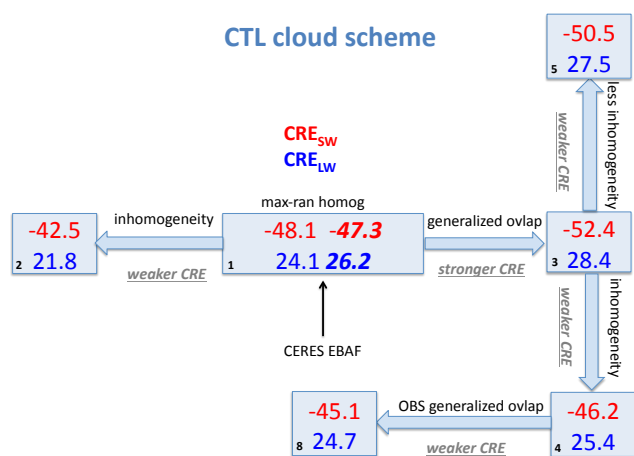 CTL cloud scheme
-50.5
5 27.5
less inhomogeneity
weaker CRE
CRESW
CRELW
max-ran homog
inhomogeneity
generalized ovlap
-42.5
2 21.8
weaker CRE
-48.1 -47.3
1 24.1 26.2
stronger CRE
-52.4
3 28.4
CERES EBAF
weaker CRE
inhomogeneity
-45.1
8 24.7
OBS generalized ovlap
weaker CRE
-46.2
4 25.4